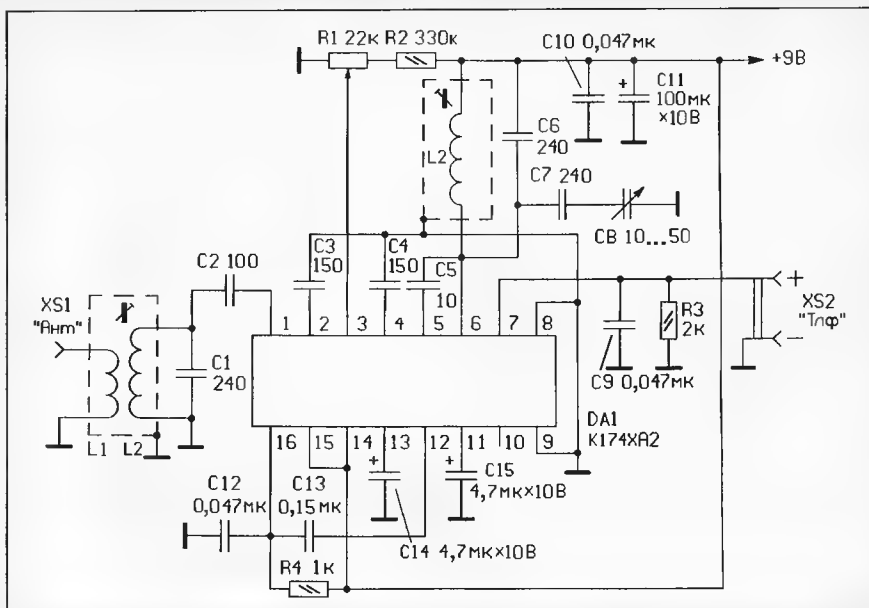 R1 22к R2 330к
C10 0,047мк
+9В
+
C11
100мк
×10В
C6
240
L2
C7 240
C8 10...50
C3
150
C4
150
C5
10
C2 100
XS1
"Ант"
C1
240
L1 L2
1 2 3 4 5 6 7 8
16 15 14 13 12 11 10 9
R3
2к
+
XS2
"Тлф"
–
C9 0,047мк
DA1
К174ХА2
C12
0,047мк
C13
0,15мк
+
+
C15
4,7мк×10В
C14 4,7мк×10В
R4 1к